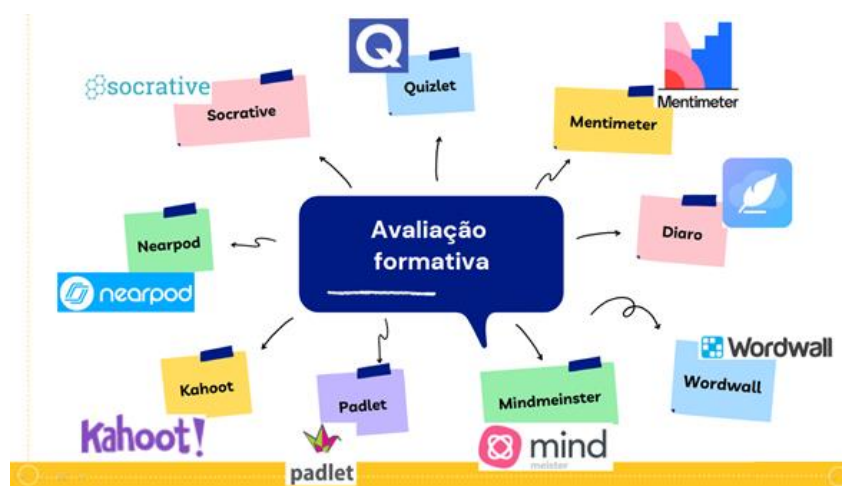 socrative
Socrative
Q
Quizlet
Mentimeter
Mentimeter
Avaliação
formativa
Nearpod
nearpod
Diaro
Wordwall
Wordwall
Kahoot
Kahoot!
Padlet
padlet
Mindmeinster
mind
meister